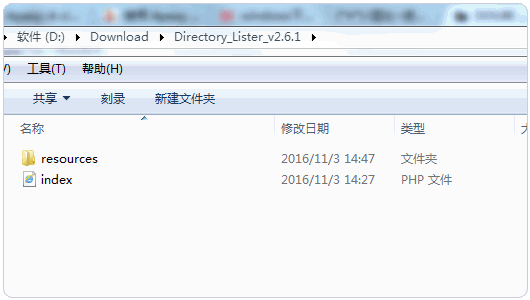 软件 (D:) Download Directory_Lister_v2.6.1
工具(T) 帮助(H)
共享 刻录 新建文件夹
名称 修改日期 类型
resources 2016/11/3 14:47 文件夹
index 2016/11/3 14:27 PHP 文件